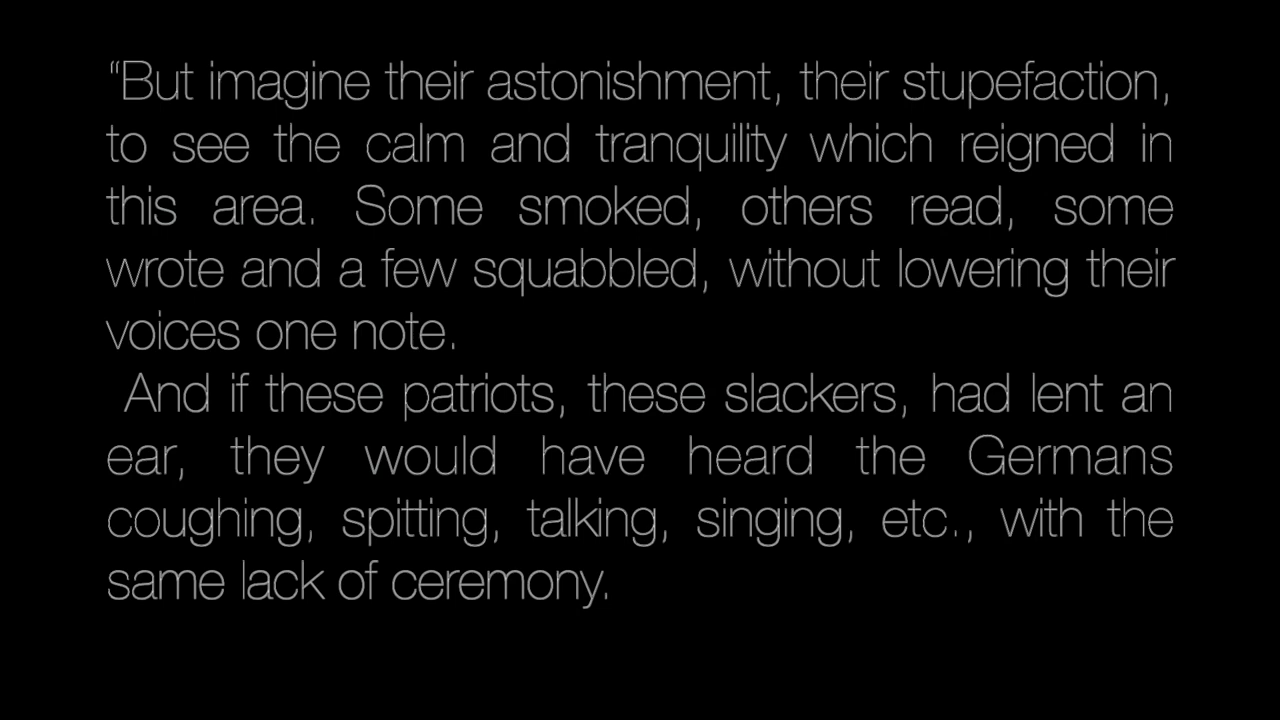 “But imagine their astonishment, their stupefaction,
to see the calm and tranquility which reigned in
this area. Some smoked, others read, some
wrote and a few squabbled, without lowering their
voices one note.
And if these patriots, these slackers, had lent an
ear, they would have heard the Germans
coughing, spitting, talking, singing, etc., with the
same lack of ceremony.